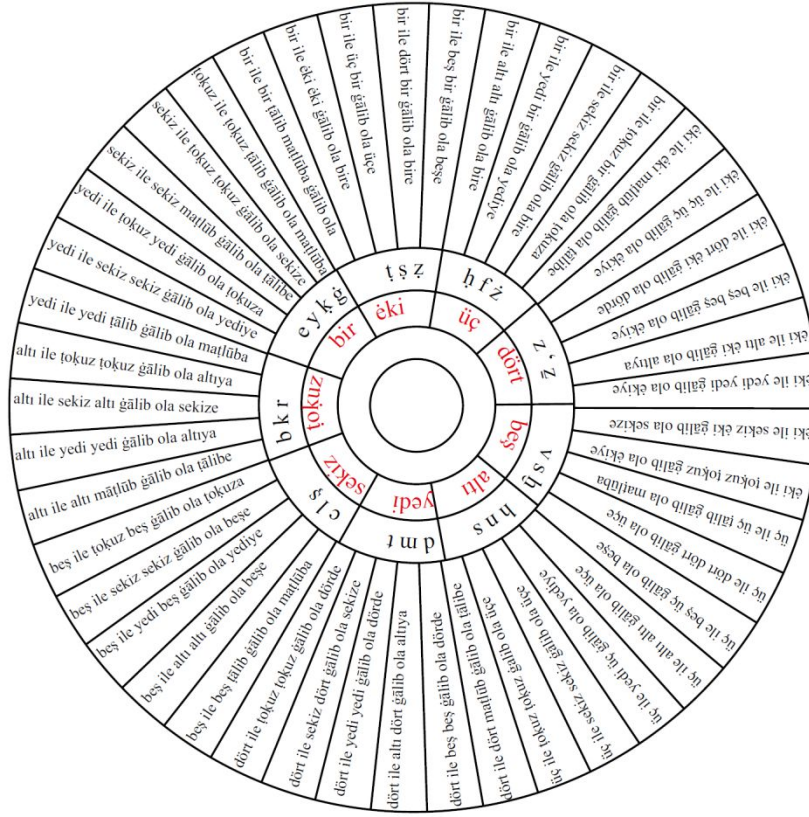 bir ile bir ṭālib maṭlūba ġālib ola
bir ile ėki ėki ġālib ola bire
bir ile üç bir ġālib ola üçe
bir ile dört bir ġālib ola bire
bir ile beş bir ġālib ola beşe
bir ile altı altı ġālib ola bire
bir ile yedi bir ġālib ola yediye
bir ile sekiz sekiz ġālib ola bire
bir ile ṭoḳuz bir ġālib ola ṭoḳuza
ėki ile ėki maṭlūb ġālib ola ṭālibe
ėki ile üç üç ġālib ola ėkiye
ėki ile dört ėki ġālib ola dörde
ėki ile beş beş ġālib ola ėkiye
ėki ile altı ėki ġālib ola altıya
ėki ile yedi yedi ġālib ola ėkiye
ėki ile sekiz ėki ġālib ola sekize
ėki ile ṭoḳuz ṭoḳuz ġālib ola ėkiye
üç ile üç ṭālib ġālib ola maṭlūba
üç ile dört dört ġālib ola üçe
üç ile beş üç ġālib ola beşe
üç ile altı altı ġālib ola üçe
üç ile yedi üç ġālib ola yediye
üç ile sekiz sekiz ġālib ola üçe
üç ile ṭoḳuz ṭoḳuz ġālib ola üçe
dört ile dört maṭlūb ġālib ola ṭālibe
dört ile beş beş ġālib ola dörde
dört ile altı dört ġālib ola altıya
dört ile yedi yedi ġālib ola dörde
dört ile sekiz dört ġālib ola sekize
dört ile ṭoḳuz ṭoḳuz ġālib ola dörde
beş ile beş ṭālib ġālib ola maṭlūba
beş ile altı altı ġālib ola beşe
beş ile yedi beş ġālib ola yediye
beş ile sekiz sekiz ġālib ola beşe
beş ile ṭoḳuz beş ġālib ola ṭoḳuza
altı ile altı māṭlūb ġālib ola ṭālibe
altı ile yedi yedi ġālib ola altıya
altı ile sekiz altı ġālib ola sekize
altı ile ṭoḳuz ṭoḳuz ġālib ola altıya
yedi ile yedi ṭālib ġālib ola maṭlūba
yedi ile sekiz sekiz ġālib ola yediye
yedi ile ṭoḳuz yedi ġālib ola ṭoḳuza
sekiz ile sekiz maṭlūb ġālib ola ṭālibe
sekiz ile ṭoḳuz ṭoḳuz ġālib ola sekize
ṭoḳuz ile ṭoḳuz ṭālib ġālib ola maṭlūba
e y ḳ ġ
ṭ ṣ ẓ
ḥ f ż
z ʿ
v s ḫ
h n s
d m t
c l ş
b k r
bir
ėki
üç
dört
beş
altı
yedi
sekiz
ṭoḳuz